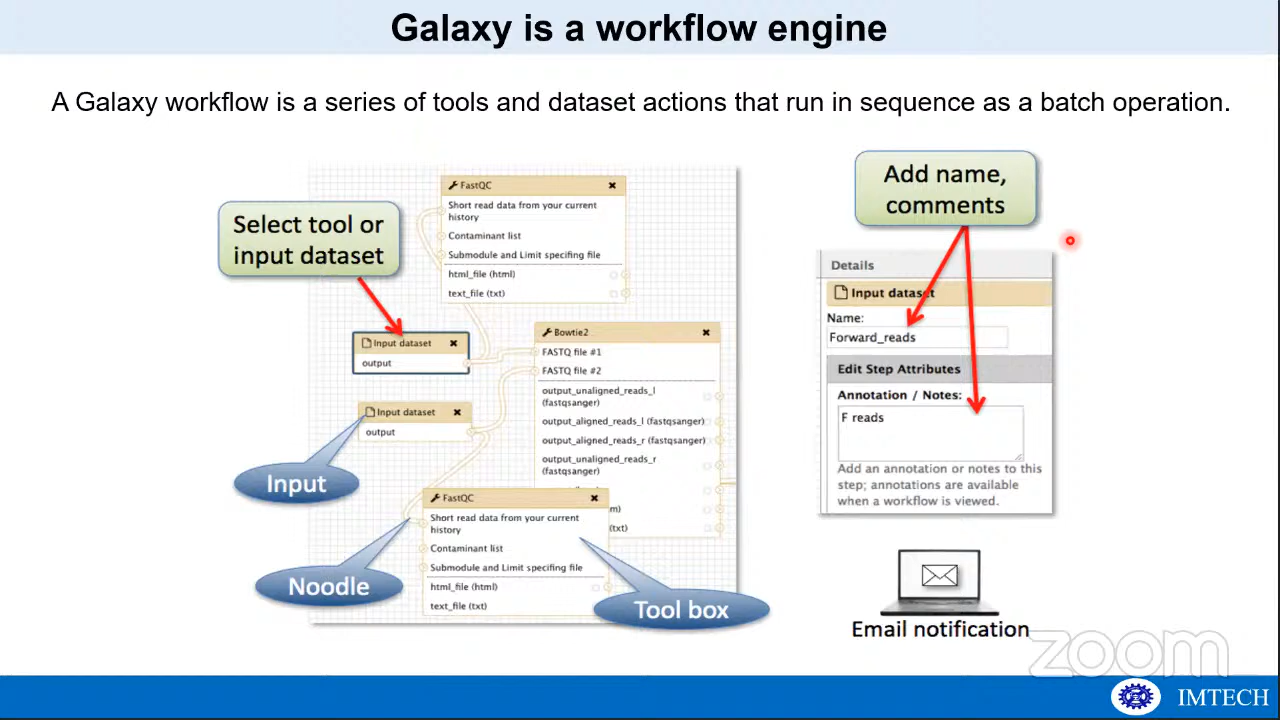 Galaxy is a workflow engine
A Galaxy workflow is a series of tools and dataset actions that run in sequence as a batch operation.
Select tool or
input dataset
FastQC
Short read data from your current
history
Contaminant list
Submodule and Limit specifying file
html_file (html)
text_file (txt)
Input dataset
output
Input dataset
output
Input
Bowtie2
FASTQ file #1
FASTQ file #2
output_unaligned_reads_l
(fastqsanger)
output_aligned_reads_l (fastqsanger)
output_aligned_reads_r (fastqsanger)
output_unaligned_reads_r
(fastqsanger)
(txt)
FastQC
Short read data from your current
history
Contaminant list
Submodule and Limit specifying file
html_file (html)
text_file (txt)
Noodle
Tool box
Add name,
comments
Details
Input dataset
Name:
Forward_reads
Edit Step Attributes
Annotation / Notes:
F reads
Add an annotation or notes to this
step; annotations are available
when a workflow is viewed.
Email notification
zoom
IMTECH